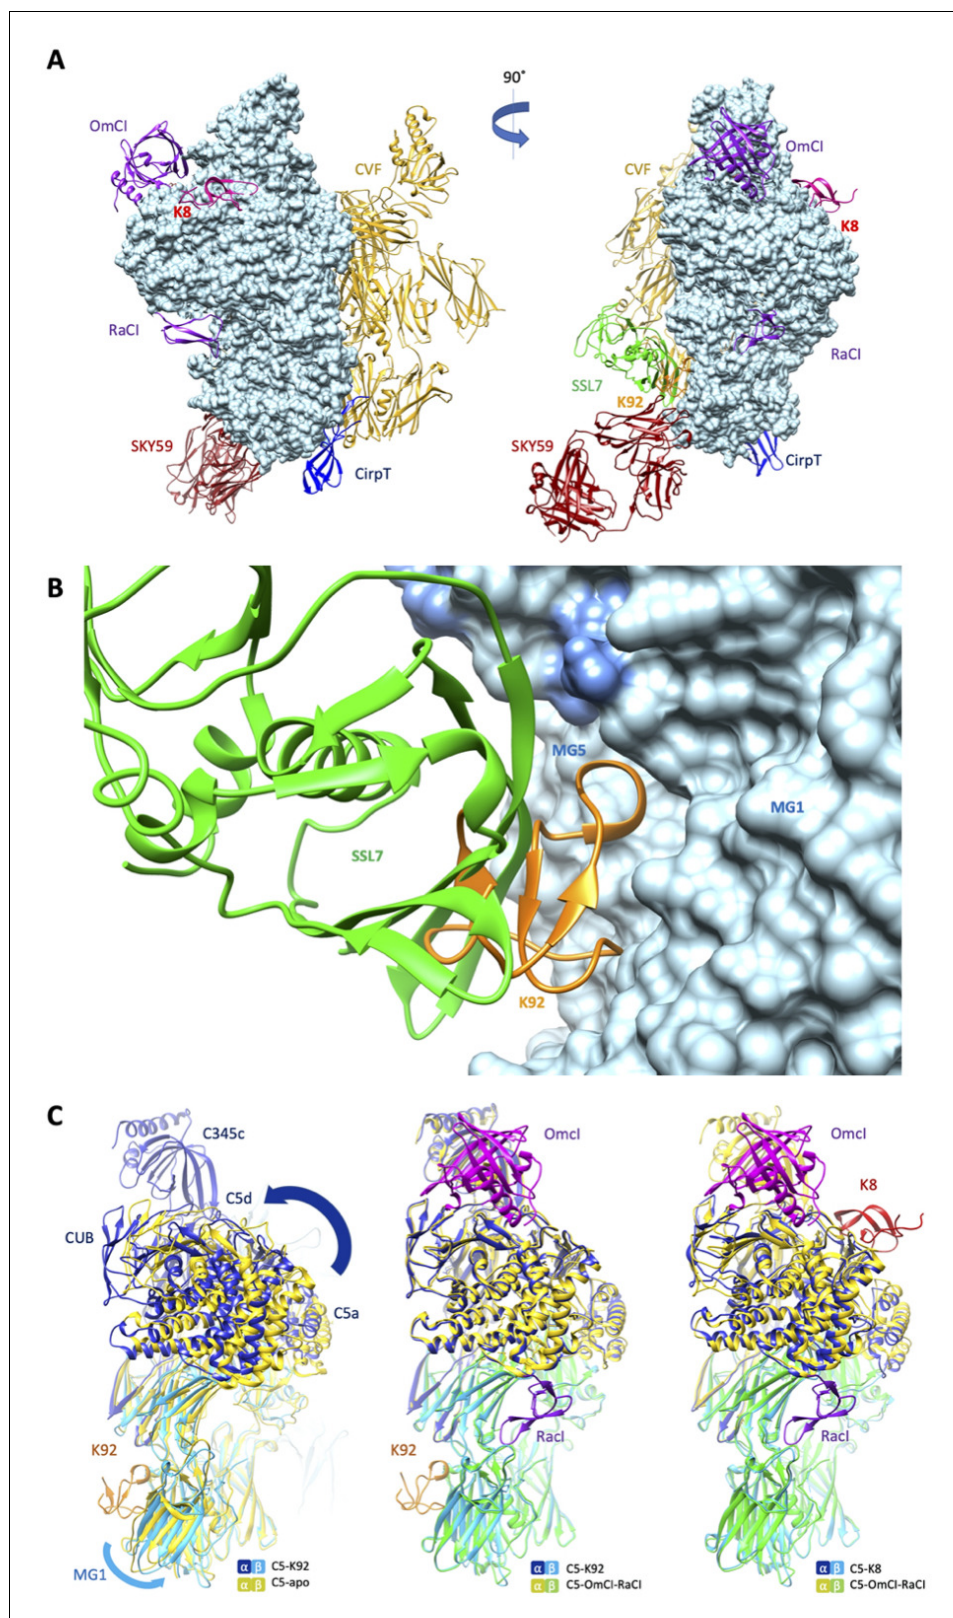 A
90°
OmCI
CVF
K8
RaCI
SKY59
CirpT
OmCI
CVF
K8
RaCI
SSL7
K92
SKY59
CirpT
B
MG5
MG1
SSL7
K92
C
C345c
C5d
CUB
C5a
K92
MG1
α β C5-K92
α β C5-apo
OmcI
RacI
K92
α β C5-K92
α β C5-OmCI-RaCI
OmcI
K8
RacI
α β C5-K8
α β C5-OmCI-RaCI